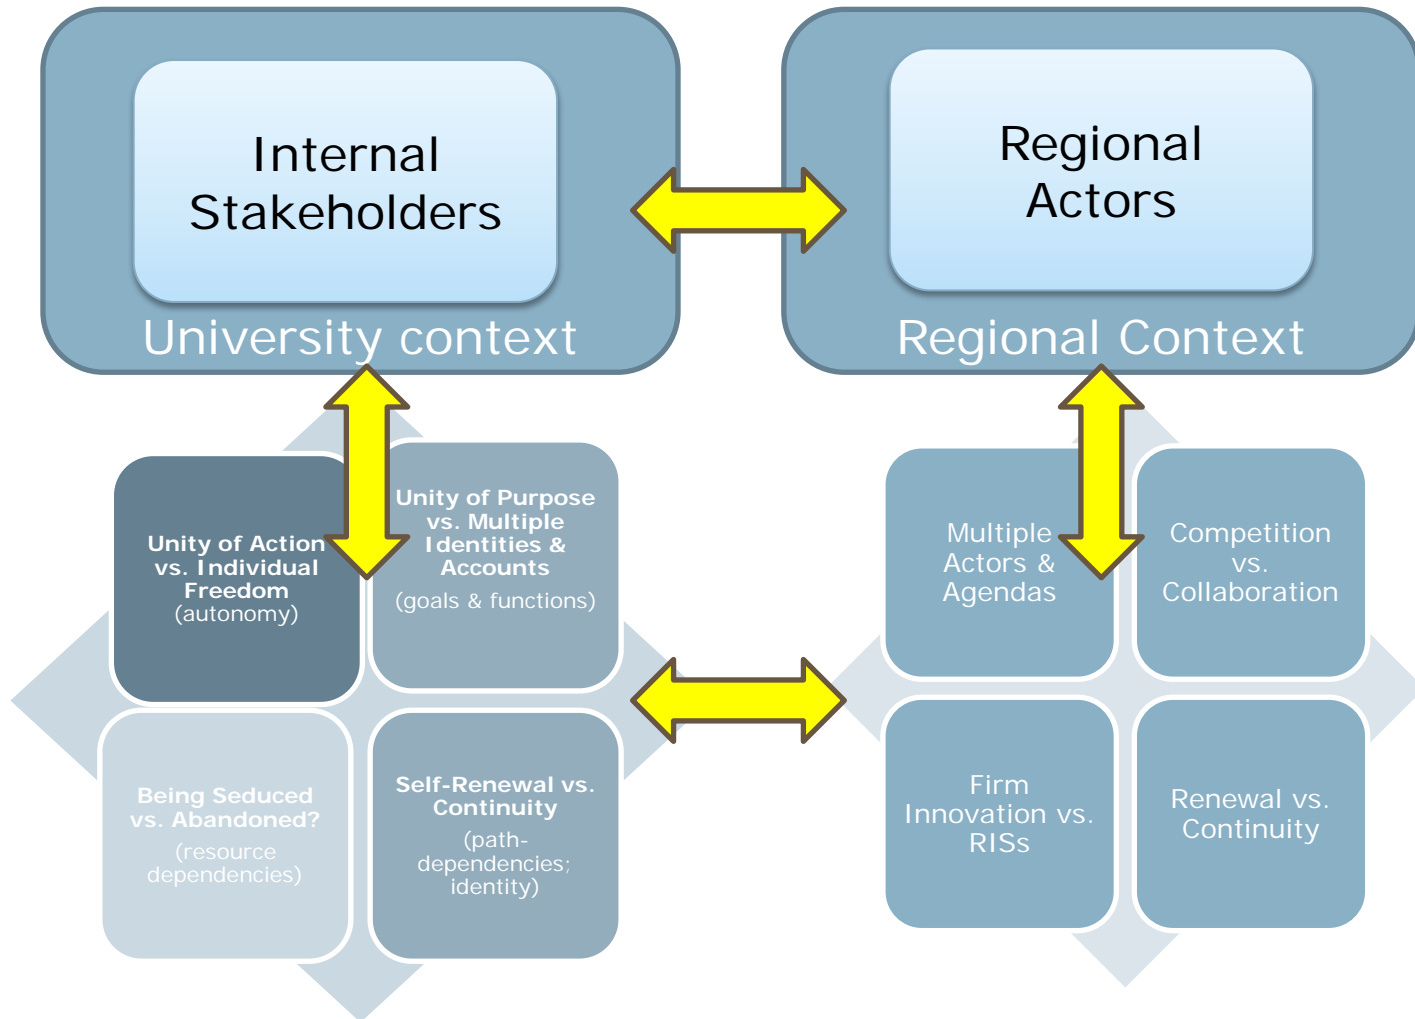 Internal
Stakeholders
University context
Regional
Actors
Regional Context
Unity of Action
vs. Individual
Freedom
(autonomy)
Unity of Purpose
vs. Multiple
Identities &
Accounts
(goals & functions)
Being Seduced
vs. Abandoned?
(resource
dependencies)
Self-Renewal vs.
Continuity
(path-
dependencies;
identity)
Multiple
Actors &
Agendas
Competition
vs.
Collaboration
Firm
Innovation vs.
RISs
Renewal vs.
Continuity